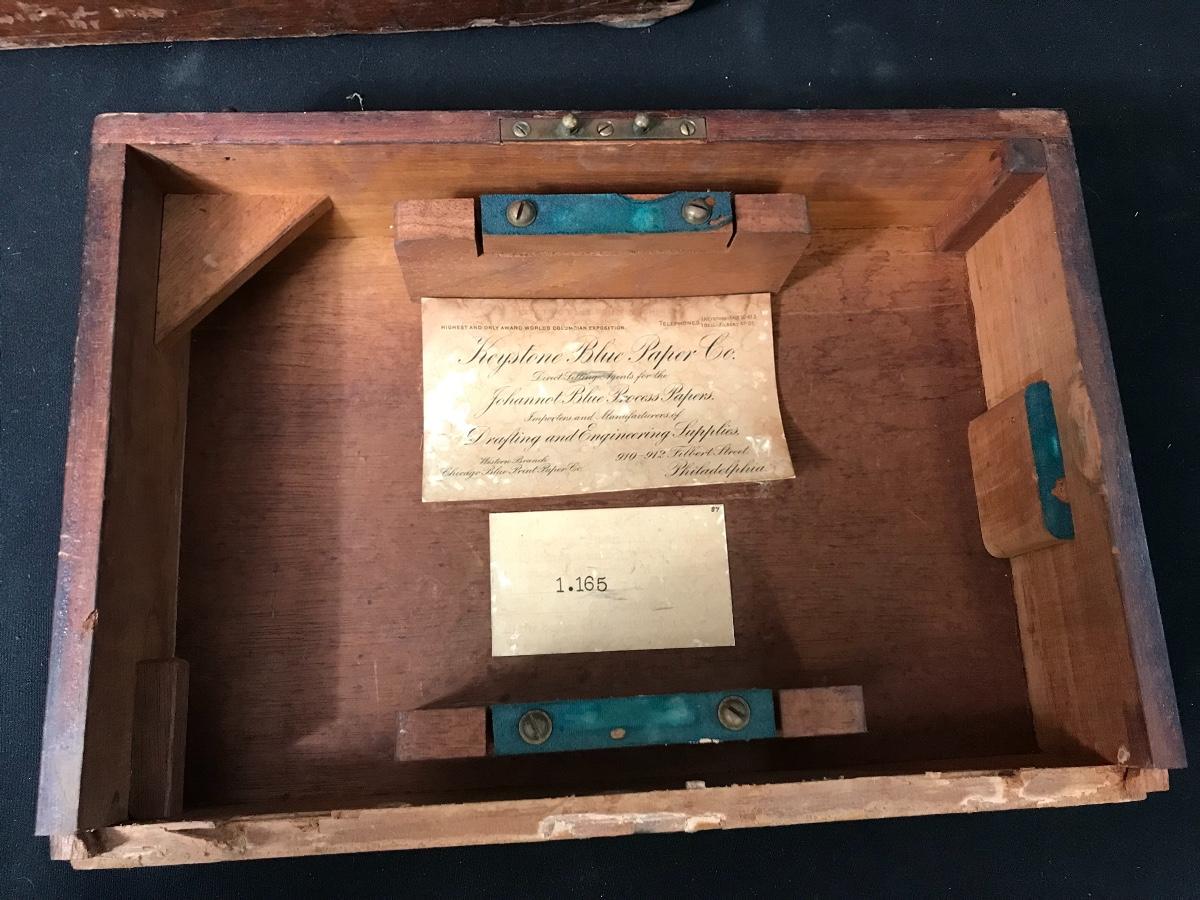 HIGHEST AND ONLY AWARD WORLDS COLUMBIAN EXPOSITION.
TELEPHONES
Keystone Blue Paper Co.
Direct Selling Agents for the
Johannot Blue Process Papers.
Importers and Manufacturers of
Drafting and Engineering Supplies.
Western Branch
Chicago Blue Print Paper Co.
910-912 Filbert Street
Philadelphia
87
1.165